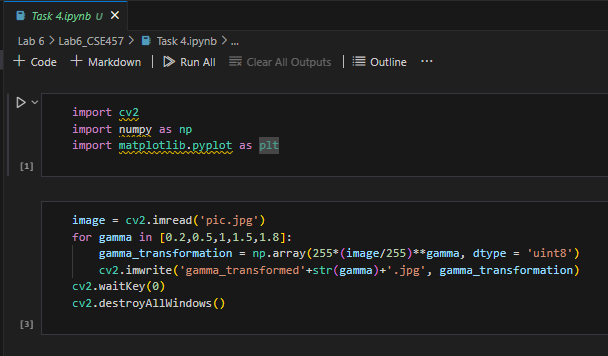 Task 4.ipynb U X
Lab 6 > Lab6_CSE457 > Task 4.ipynb > ...
+ Code + Markdown Run All Clear All Outputs Outline ...
import cv2
import numpy as np
import matplotlib.pyplot as plt
[1]
image = cv2.imread('pic.jpg')
for gamma in [0.2,0.5,1,1.5,1.8]:
    gamma_transformation = np.array(255*(image/255)**gamma, dtype = 'uint8')
    cv2.imwrite('gamma_transformed'+str(gamma)+'.jpg', gamma_transformation)
cv2.waitKey(0)
cv2.destroyAllWindows()
[3]